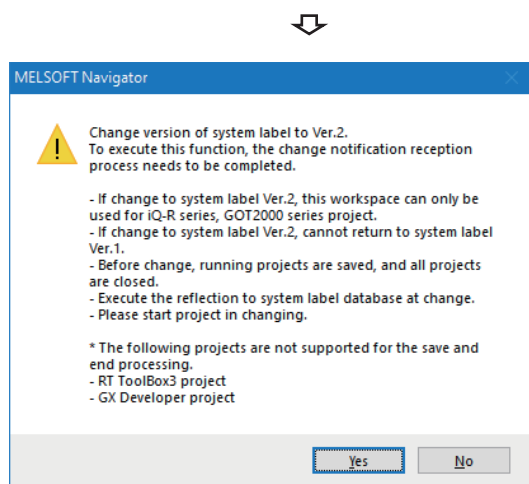 MELSOFT Navigator
Change version of system label to Ver.2.
To execute this function, the change notification reception
process needs to be completed.
- If change to system label Ver.2, this workspace can only be
used for iQ-R series, GOT2000 series project.
- If change to system label Ver.2, cannot return to system label
Ver.1.
- Before change, running projects are saved, and all projects
are closed.
- Execute the reflection to system label database at change.
- Please start project in changing.
* The following projects are not supported for the save and
end processing.
- RT ToolBox3 project
- GX Developer project
Yes
No